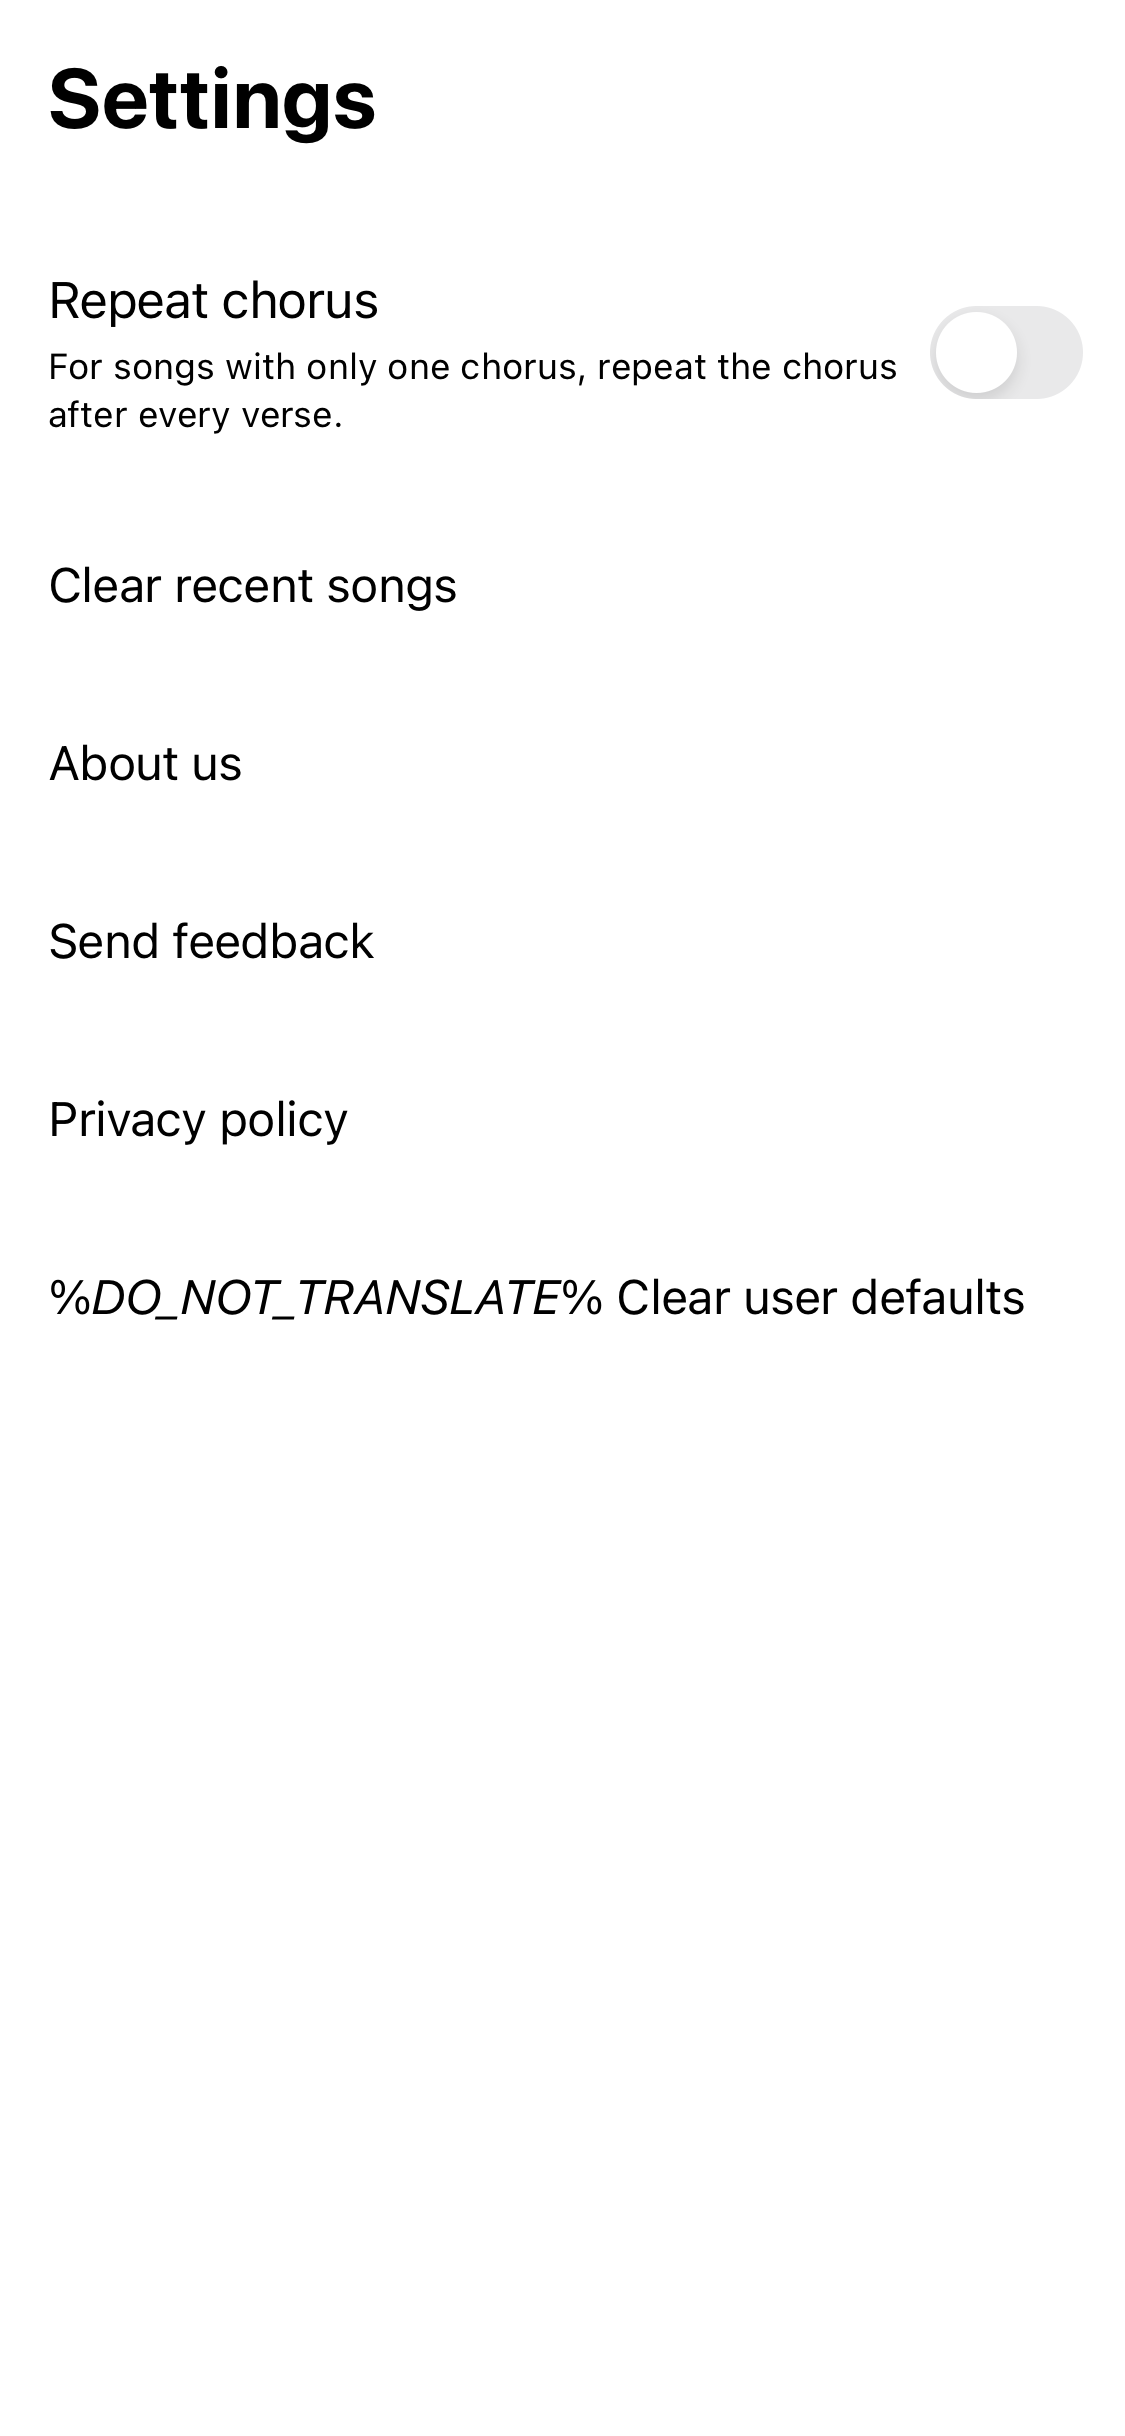 Settings
Repeat chorus
For songs with only one chorus, repeat the chorus
after every verse.
Clear recent songs
About us
Send feedback
Privacy policy
%DO_NOT_TRANSLATE% Clear user defaults